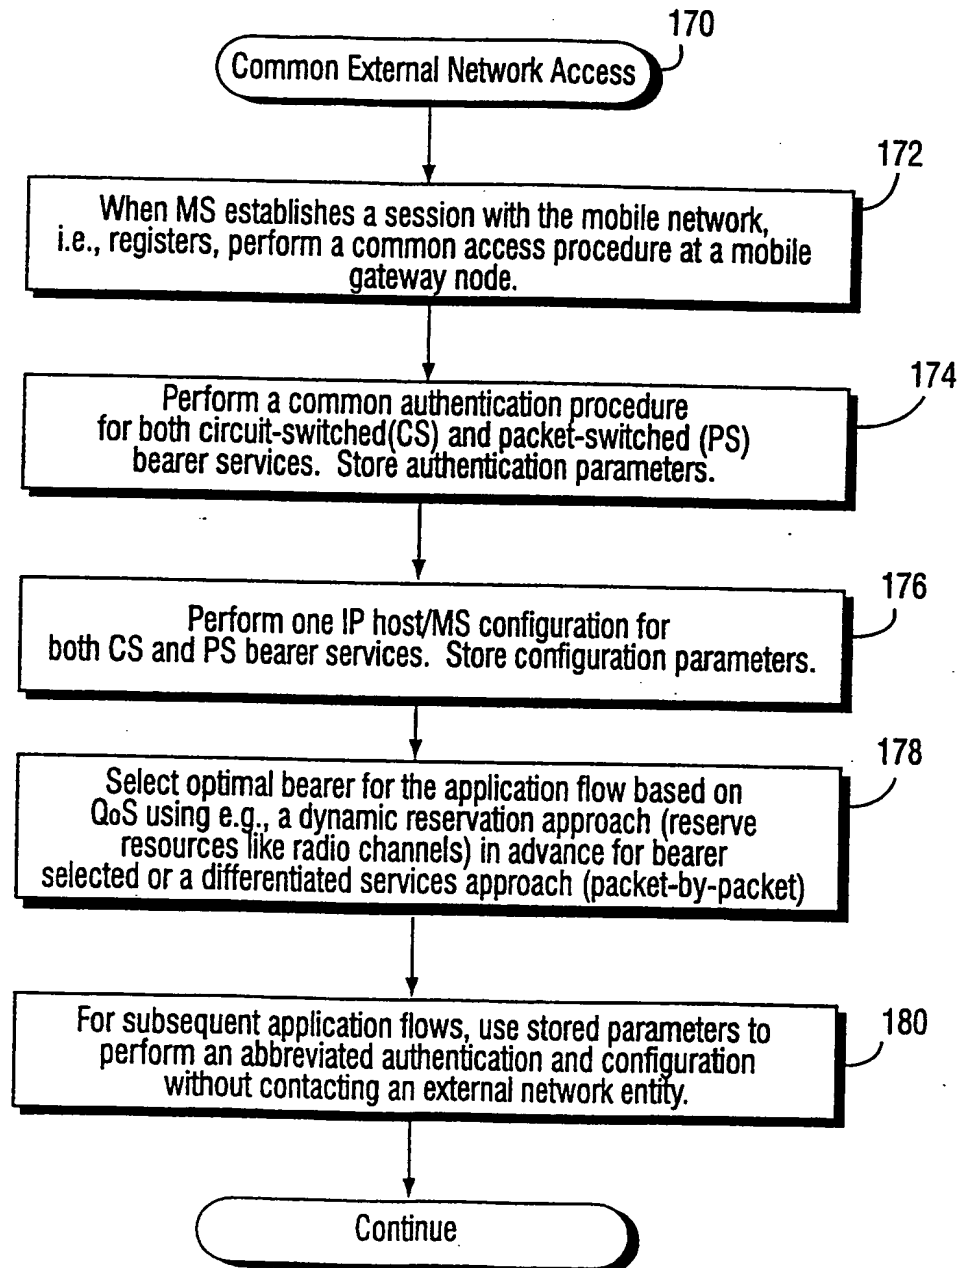 170
Common External Network Access
172
When MS establishes a session with the mobile network,
i.e., registers, perform a common access procedure at a mobile
gateway node.
174
Perform a common authentication procedure
for both circuit-switched(CS) and packet-switched (PS)
bearer services. Store authentication parameters.
176
Perform one IP host/MS configuration for
both CS and PS bearer services. Store configuration parameters.
178
Select optimal bearer for the application flow based on
QoS using e.g., a dynamic reservation approach (reserve
resources like radio channels) in advance for bearer
selected or a differentiated services approach (packet-by-packet)
180
For subsequent application flows, use stored parameters to
perform an abbreviated authentication and configuration
without contacting an external network entity.
Continue